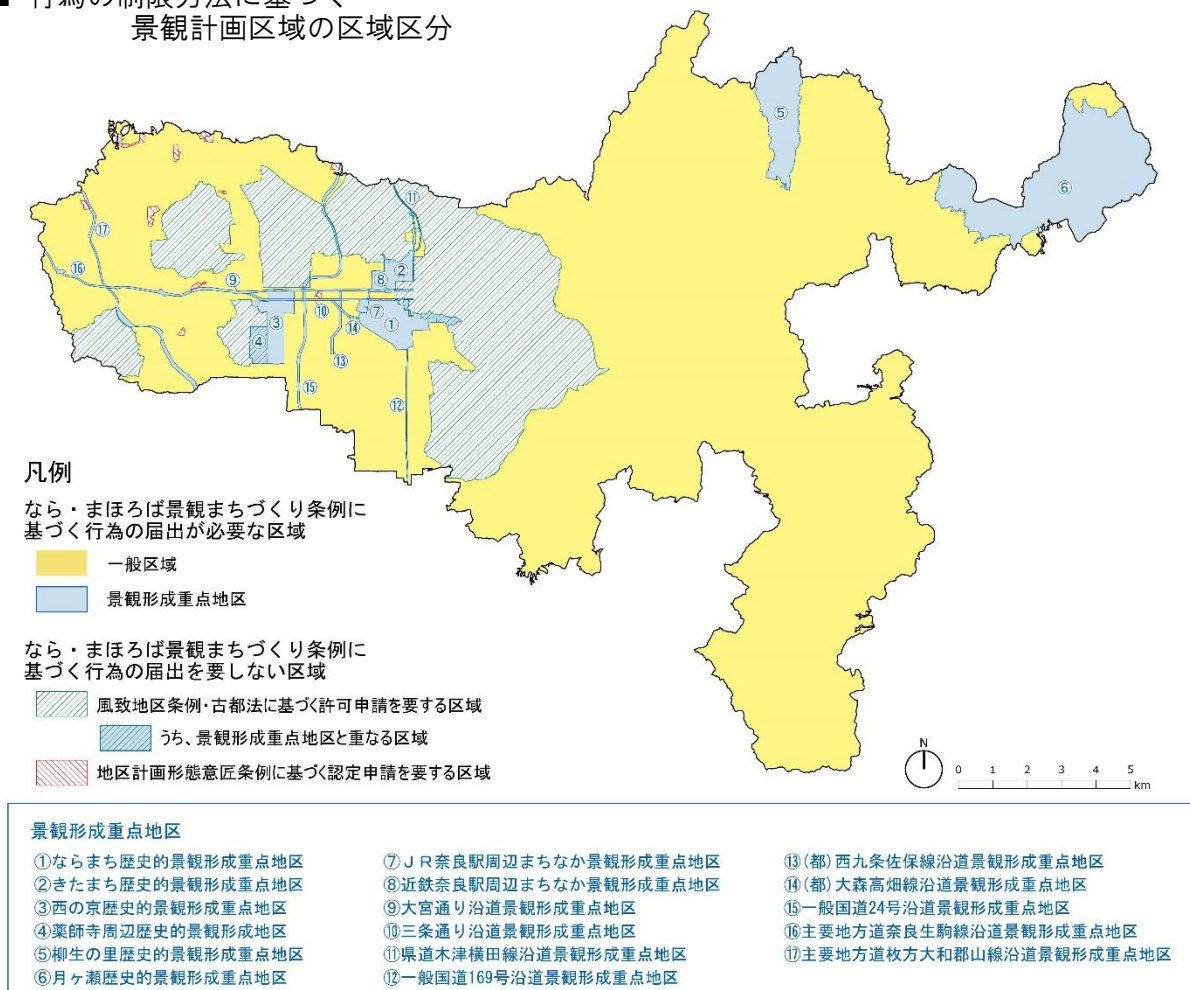 ■ 行為の制限方法に基づく
景観計画区域の区域区分
⑤
⑥
⑪
⑰
⑯
⑨
②
⑧
⑩
⑦
①
③
⑭
④
⑬
⑮
⑫
凡例
なら・まほろば景観まちづくり条例に
基づく行為の届出が必要な区域
一般区域
景観形成重点地区
なら・まほろば景観まちづくり条例に
基づく行為の届出を要しない区域
風致地区条例・古都法に基づく許可申請を要する区域
うち、景観形成重点地区と重なる区域
地区計画形態意匠条例に基づく認定申請を要する区域
N
0 1 2 3 4 5
km
景観形成重点地区
①ならまち歴史的景観形成重点地区
②きたまち歴史的景観形成重点地区
③西の京歴史的景観形成重点地区
④薬師寺周辺歴史的景観形成地区
⑤柳生の里歴史的景観形成重点地区
⑥月ヶ瀬歴史的景観形成重点地区
⑦ＪＲ奈良駅周辺まちなか景観形成重点地区
⑧近鉄奈良駅周辺まちなか景観形成重点地区
⑨大宮通り沿道景観形成重点地区
⑩三条通り沿道景観形成重点地区
⑪県道木津横田線沿道景観形成重点地区
⑫一般国道169号沿道景観形成重点地区
⑬(都)西九条佐保線沿道景観形成重点地区
⑭(都)大森高畑線沿道景観形成重点地区
⑮一般国道24号沿道景観形成重点地区
⑯主要地方道奈良生駒線沿道景観形成重点地区
⑰主要地方道枚方大和郡山線沿道景観形成重点地区